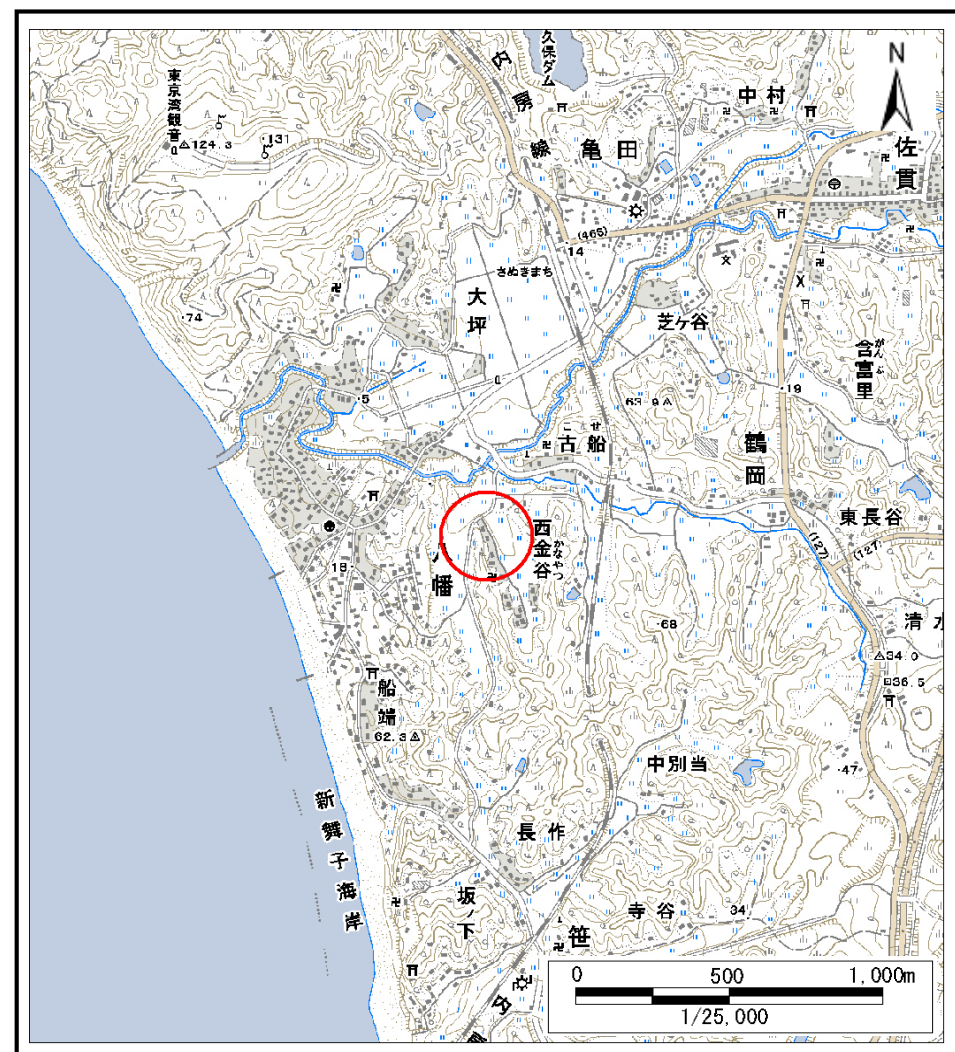 久保ダム
内房線
東京湾観音
124.3
131
中村
N
亀田
佐貫
(465)
14
さぬきまち
大坪
74
芝ケ谷
がんぶ
含富里
5
19
63.9
こせ
古船
鶴岡
東長谷
西金谷
かなやつ
八幡
(127)
(127)
18
68
清水
34.0
36.5
船端
62.3
中別当
47
新舞子海岸
長作
坂ノ下
寺谷
34
笹
内
0 500 1,000m
1/25,000